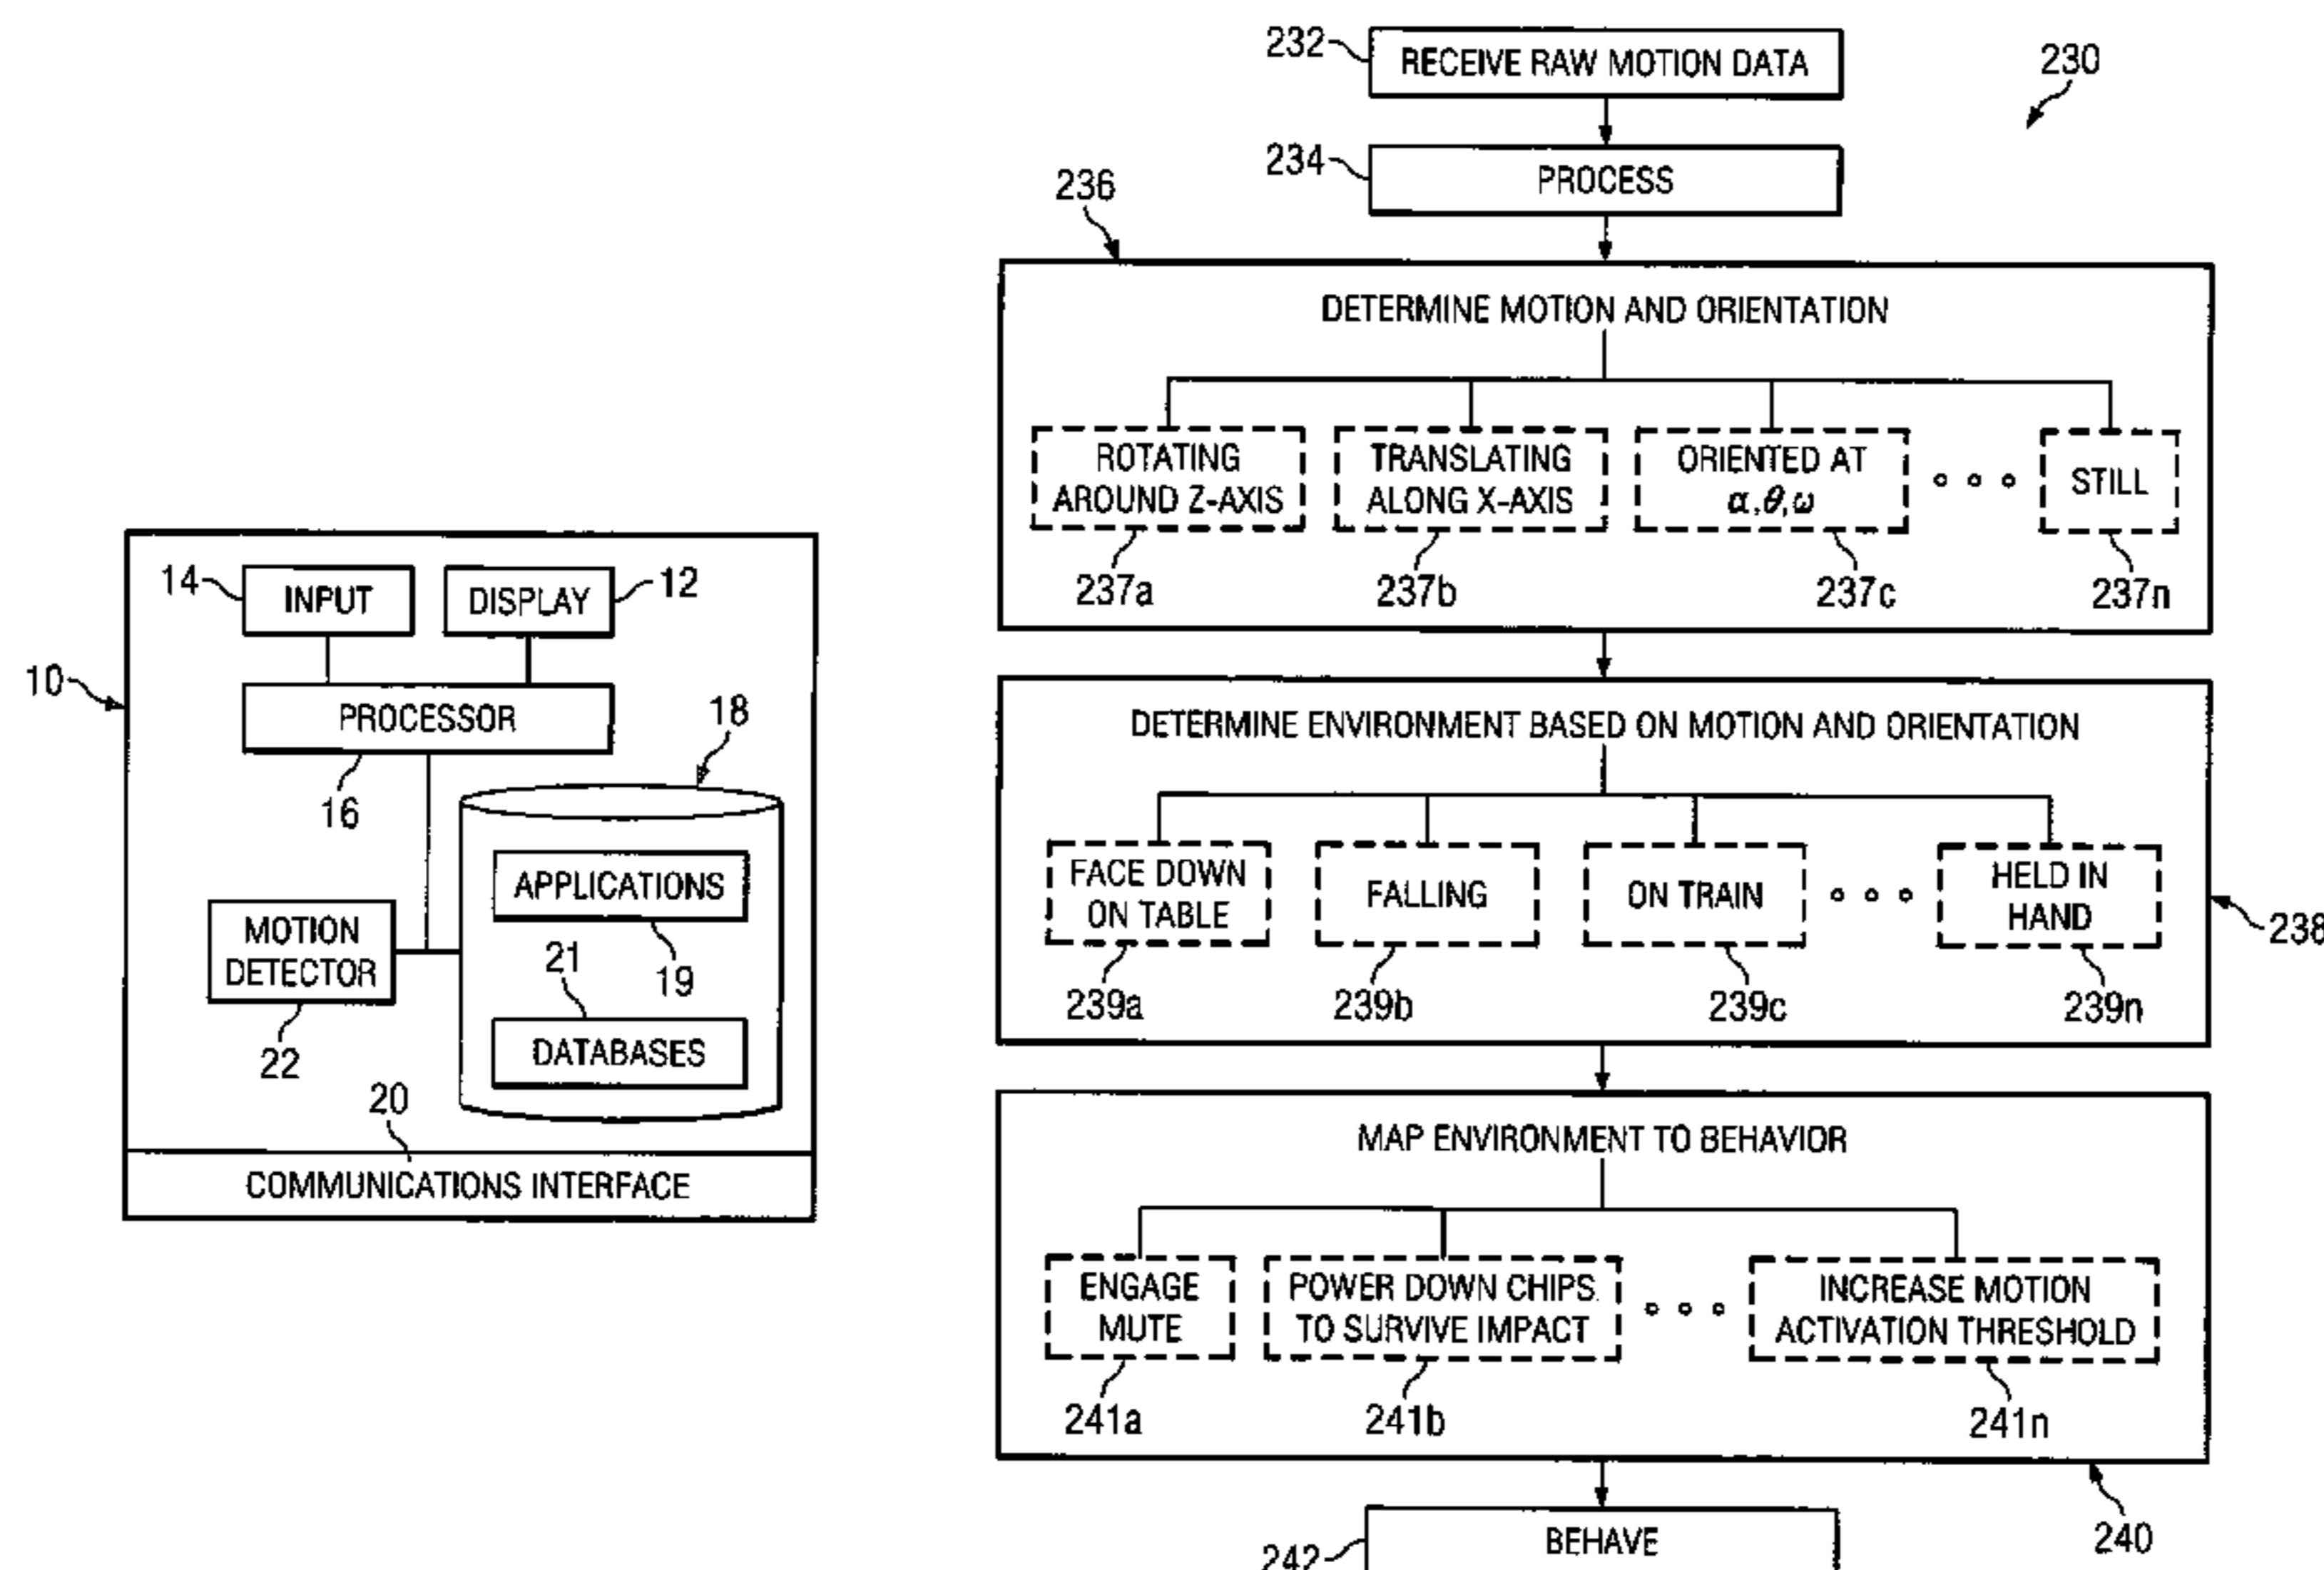 14
INPUT
DISPLAY
12
10
PROCESSOR
16
18
APPLICATIONS
19
MOTION
DETECTOR
22
21
DATABASES
20
COMMUNICATIONS INTERFACE
230
232
RECEIVE RAW MOTION DATA
234
PROCESS
236
DETERMINE MOTION AND ORIENTATION
ROTATING
AROUND Z-AXIS
237a
TRANSLATING
ALONG X-AXIS
237b
ORIENTED AT
α,θ,ω
237c
STILL
237n
DETERMINE ENVIRONMENT BASED ON MOTION AND ORIENTATION
238
FACE DOWN
ON TABLE
239a
FALLING
239b
ON TRAIN
239c
HELD IN
HAND
239n
MAP ENVIRONMENT TO BEHAVIOR
ENGAGE
MUTE
241a
POWER DOWN CHIPS
TO SURVIVE IMPACT
241b
INCREASE MOTION
ACTIVATION THRESHOLD
241n
240
242
BEHAVE